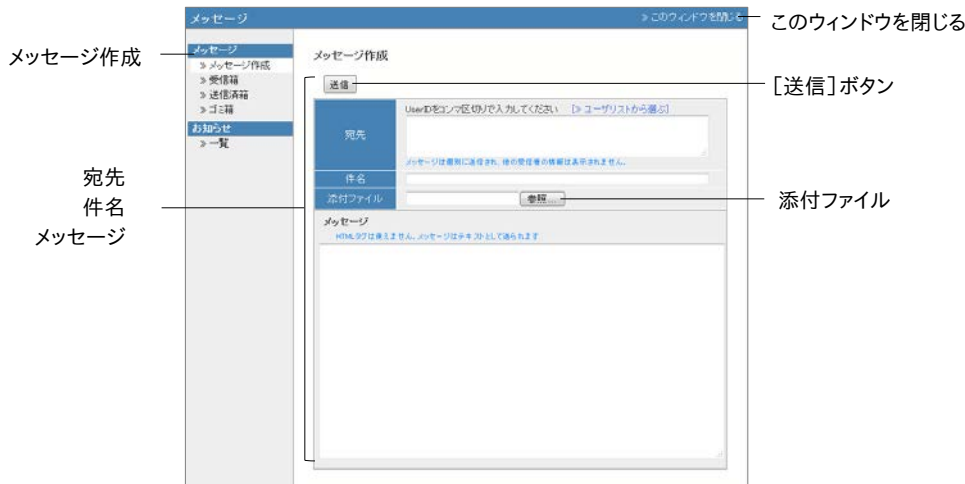 メッセージ
» このウィンドウを閉じる
このウィンドウを閉じる
メッセージ作成
メッセージ
» メッセージ作成
» 受信箱
» 送信済箱
» ゴミ箱
お知らせ
» 一覧
メッセージ作成
送信
［送信］ボタン
宛先
UserIDをコンマ区切りで入力してください [» ユーザリストから選ぶ]
メッセージは個別に送信され、他の受信者の情報は表示されません。
件名
添付ファイル
参照...
添付ファイル
宛先
件名
メッセージ
メッセージ
HTMLタグは使えません。メッセージはテキストとして送られます